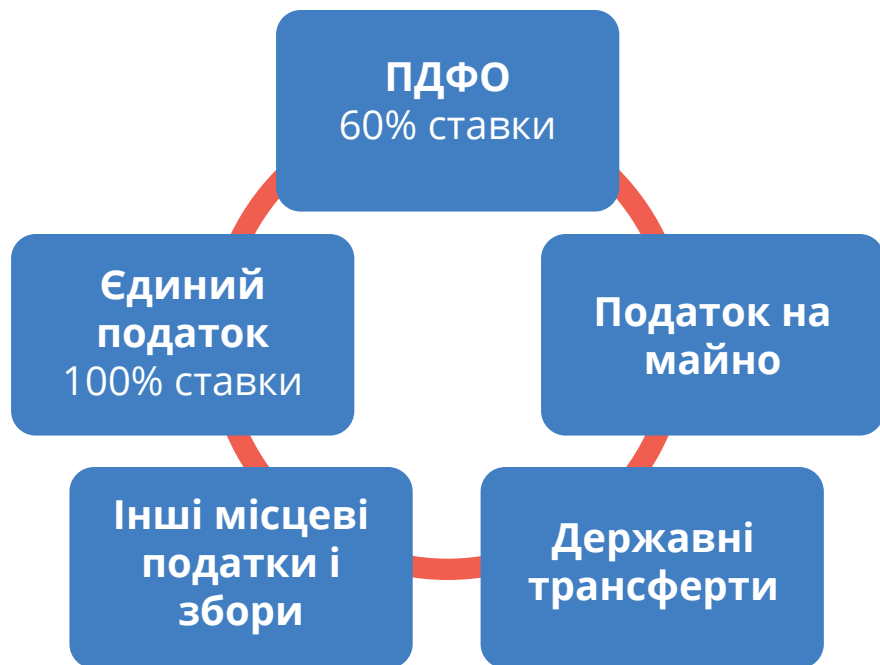 ПДФО
60% ставки
Єдиний
податок
100% ставки
Податок на
майно
Інші місцеві
податки і
збори
Державні
трансферти